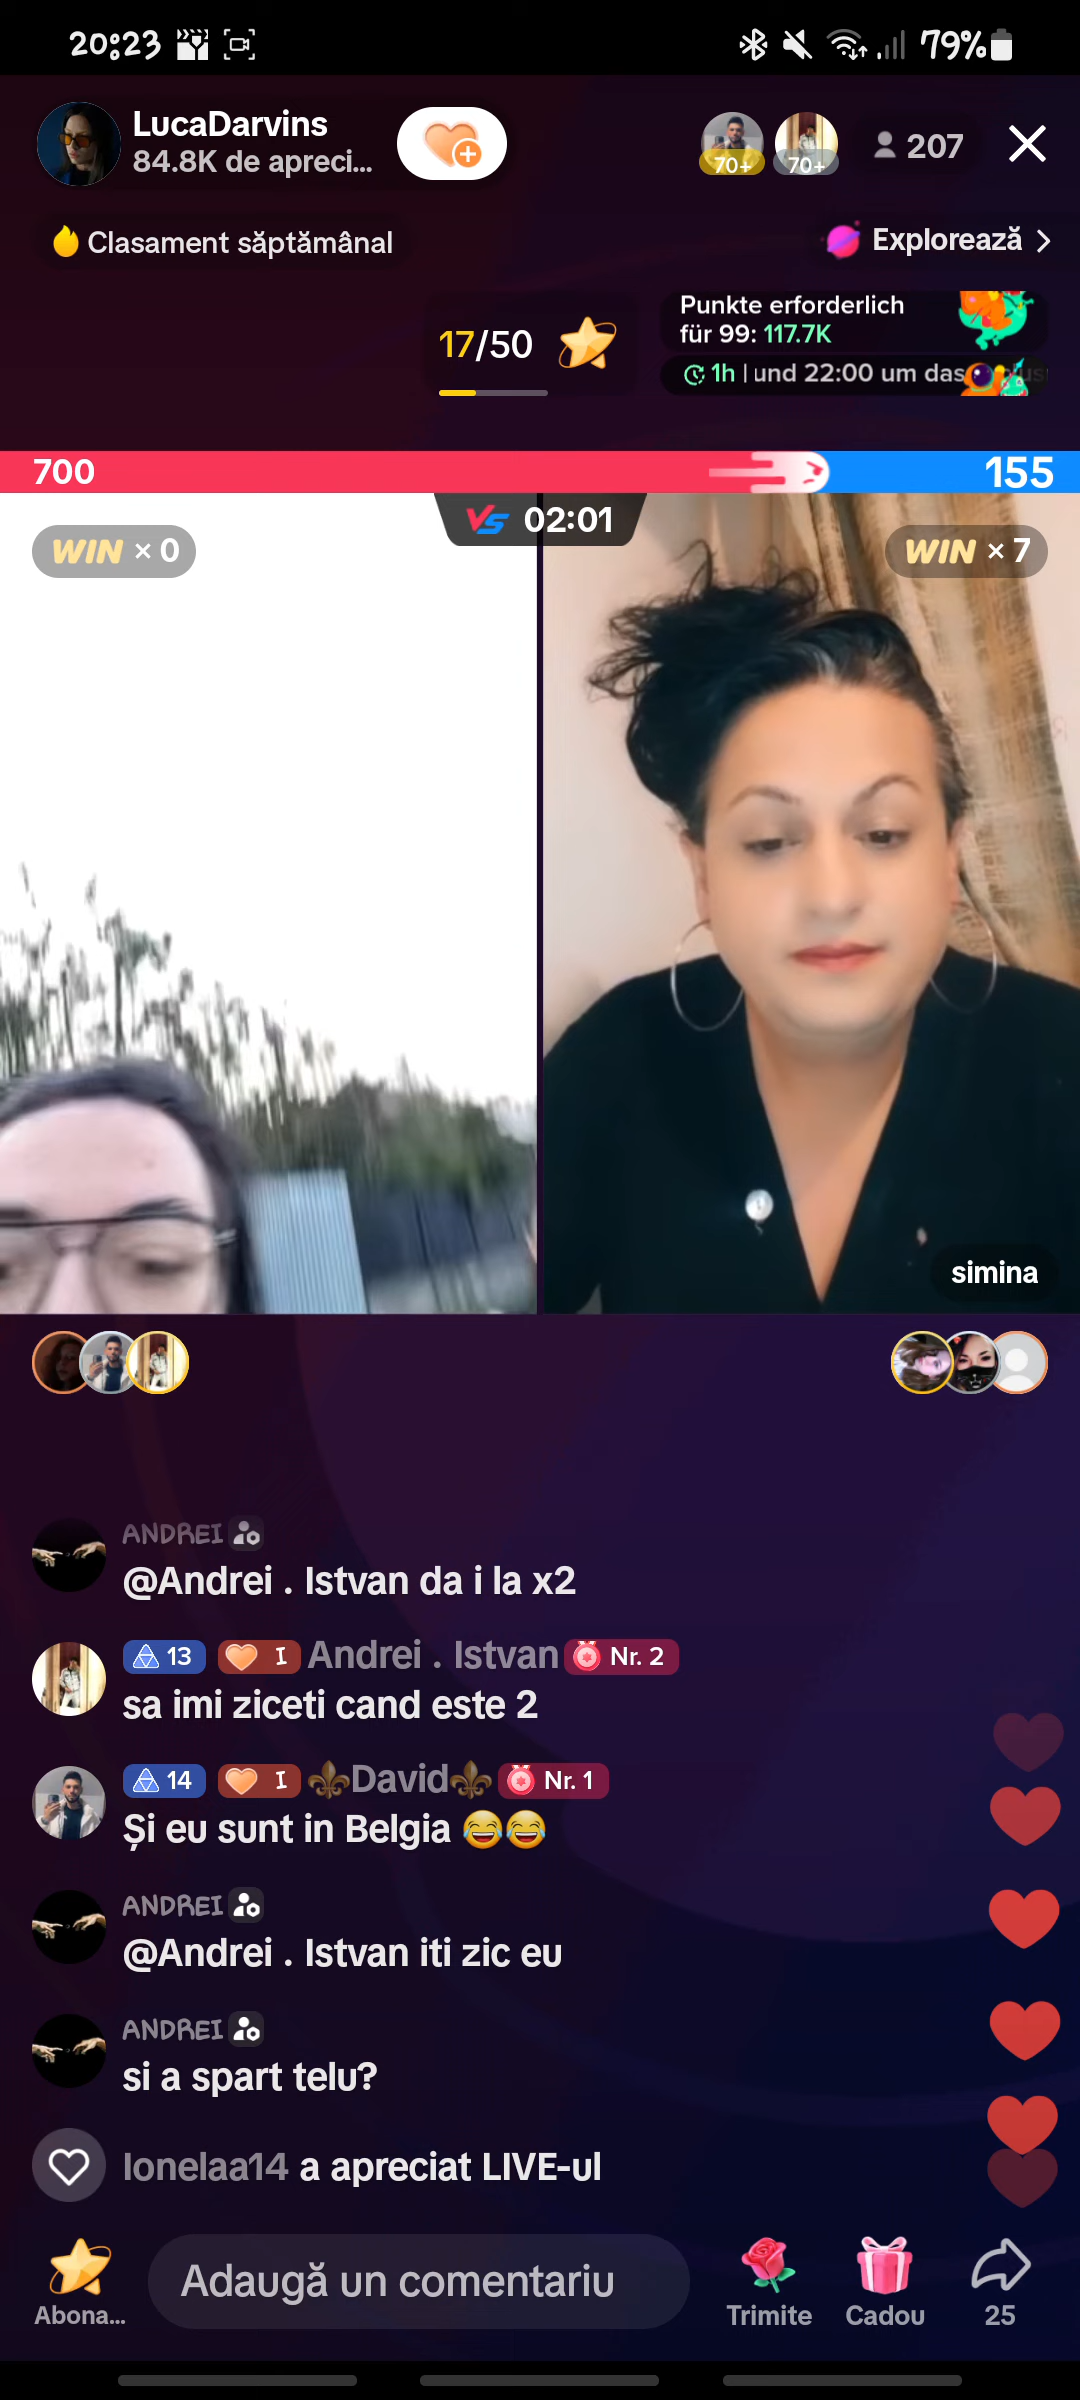 20:23
79%
LucaDarvins
84.8K de apreci...
70+
70+
207
Clasament săptămânal
Explorează
17/50
Punkte erforderlich
für 99: 117.7K
1h | und 22:00 um das
700
155
VS 02:01
WIN × 0
WIN × 7
simina
ANDREI
@Andrei . Istvan da i la x2
13 I Andrei . Istvan Nr. 2
sa imi ziceti cand este 2
14 I ⚜️David⚜️ Nr. 1
Și eu sunt in Belgia 😂😂
ANDREI
@Andrei . Istvan iti zic eu
ANDREI
si a spart telu?
Ionelaa14 a apreciat LIVE-ul
Adaugă un comentariu
Abona...
Trimite
Cadou
25